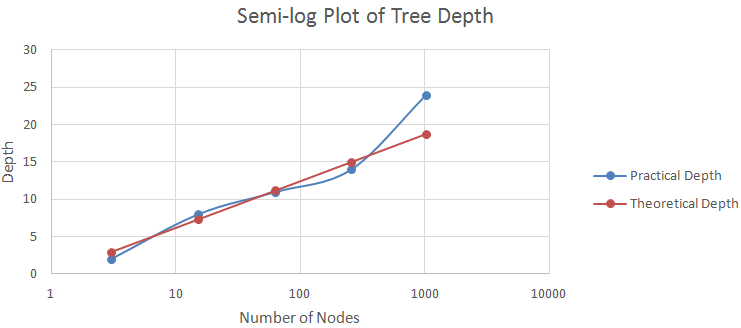 Semi-log Plot of Tree Depth
30
25
20
15
10
5
0
Depth
1 10 100 1000 10000
Number of Nodes
Practical Depth
Theoretical Depth